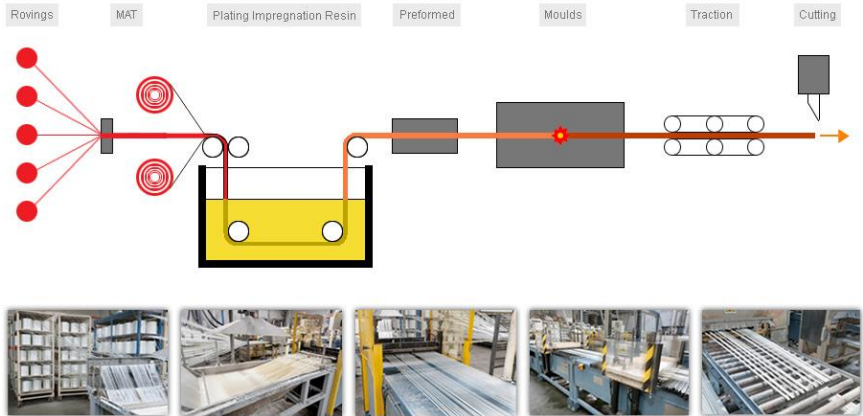 Rovings
MAT
Plating Impregnation Resin
Preformed
Moulds
Traction
Cutting